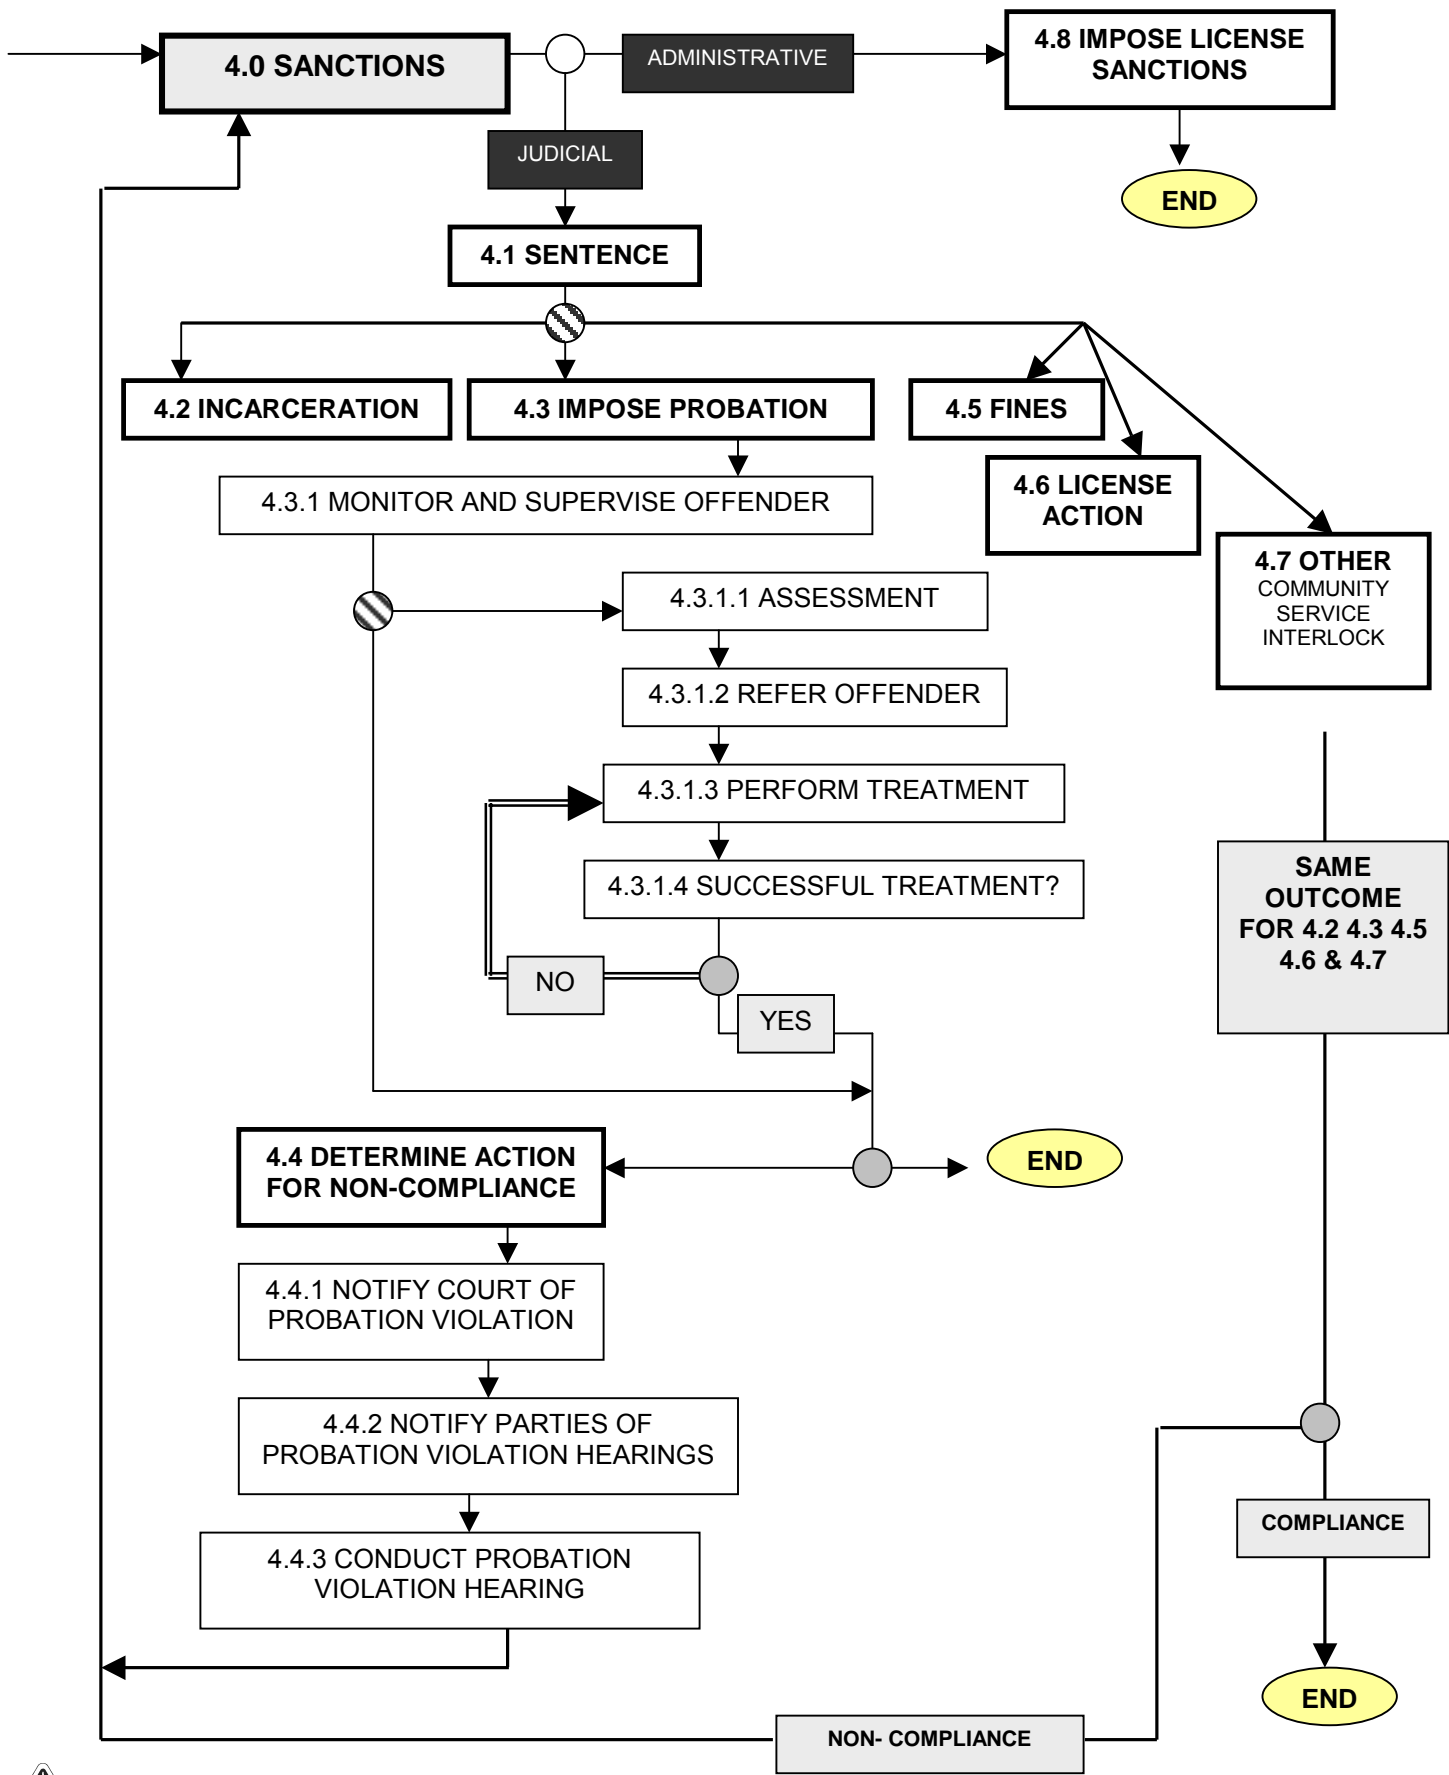 4.0 SANCTIONS
ADMINISTRATIVE
4.8 IMPOSE LICENSE
SANCTIONS
JUDICIAL
END
4.1 SENTENCE
4.2 INCARCERATION
4.3 IMPOSE PROBATION
4.5 FINES
4.6 LICENSE
ACTION
4.3.1 MONITOR AND SUPERVISE OFFENDER
4.7 OTHER
COMMUNITY
SERVICE
INTERLOCK
4.3.1.1 ASSESSMENT
4.3.1.2 REFER OFFENDER
4.3.1.3 PERFORM TREATMENT
4.3.1.4 SUCCESSFUL TREATMENT?
SAME
OUTCOME
FOR 4.2 4.3 4.5
4.6 & 4.7
NO
YES
4.4 DETERMINE ACTION
FOR NON-COMPLIANCE
END
4.4.1 NOTIFY COURT OF
PROBATION VIOLATION
4.4.2 NOTIFY PARTIES OF
PROBATION VIOLATION HEARINGS
4.4.3 CONDUCT PROBATION
VIOLATION HEARING
COMPLIANCE
END
NON- COMPLIANCE